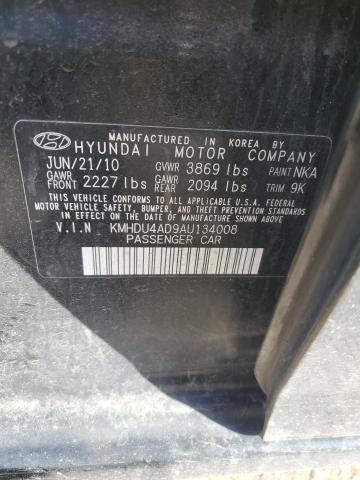 MANUFACTURED IN KOREA BY
HYUNDAI MOTOR COMPANY
JUN/21/10 GVWR 3869 lbs PAINT NKA
GAWR FRONT 2227 lbs GAWR REAR 2094 lbs TRIM 9K
THIS VEHICLE CONFORMS TO ALL APPLICABLE U.S.A. FEDERAL
MOTOR VEHICLE SAFETY, BUMPER, AND THEFT PREVENTION
STANDARDS IN EFFECT ON THE DATE OF MANUFACTURE
SHOWN ABOVE.
V.I.N KMHDU4AD9AU134008
PASSENGER CAR